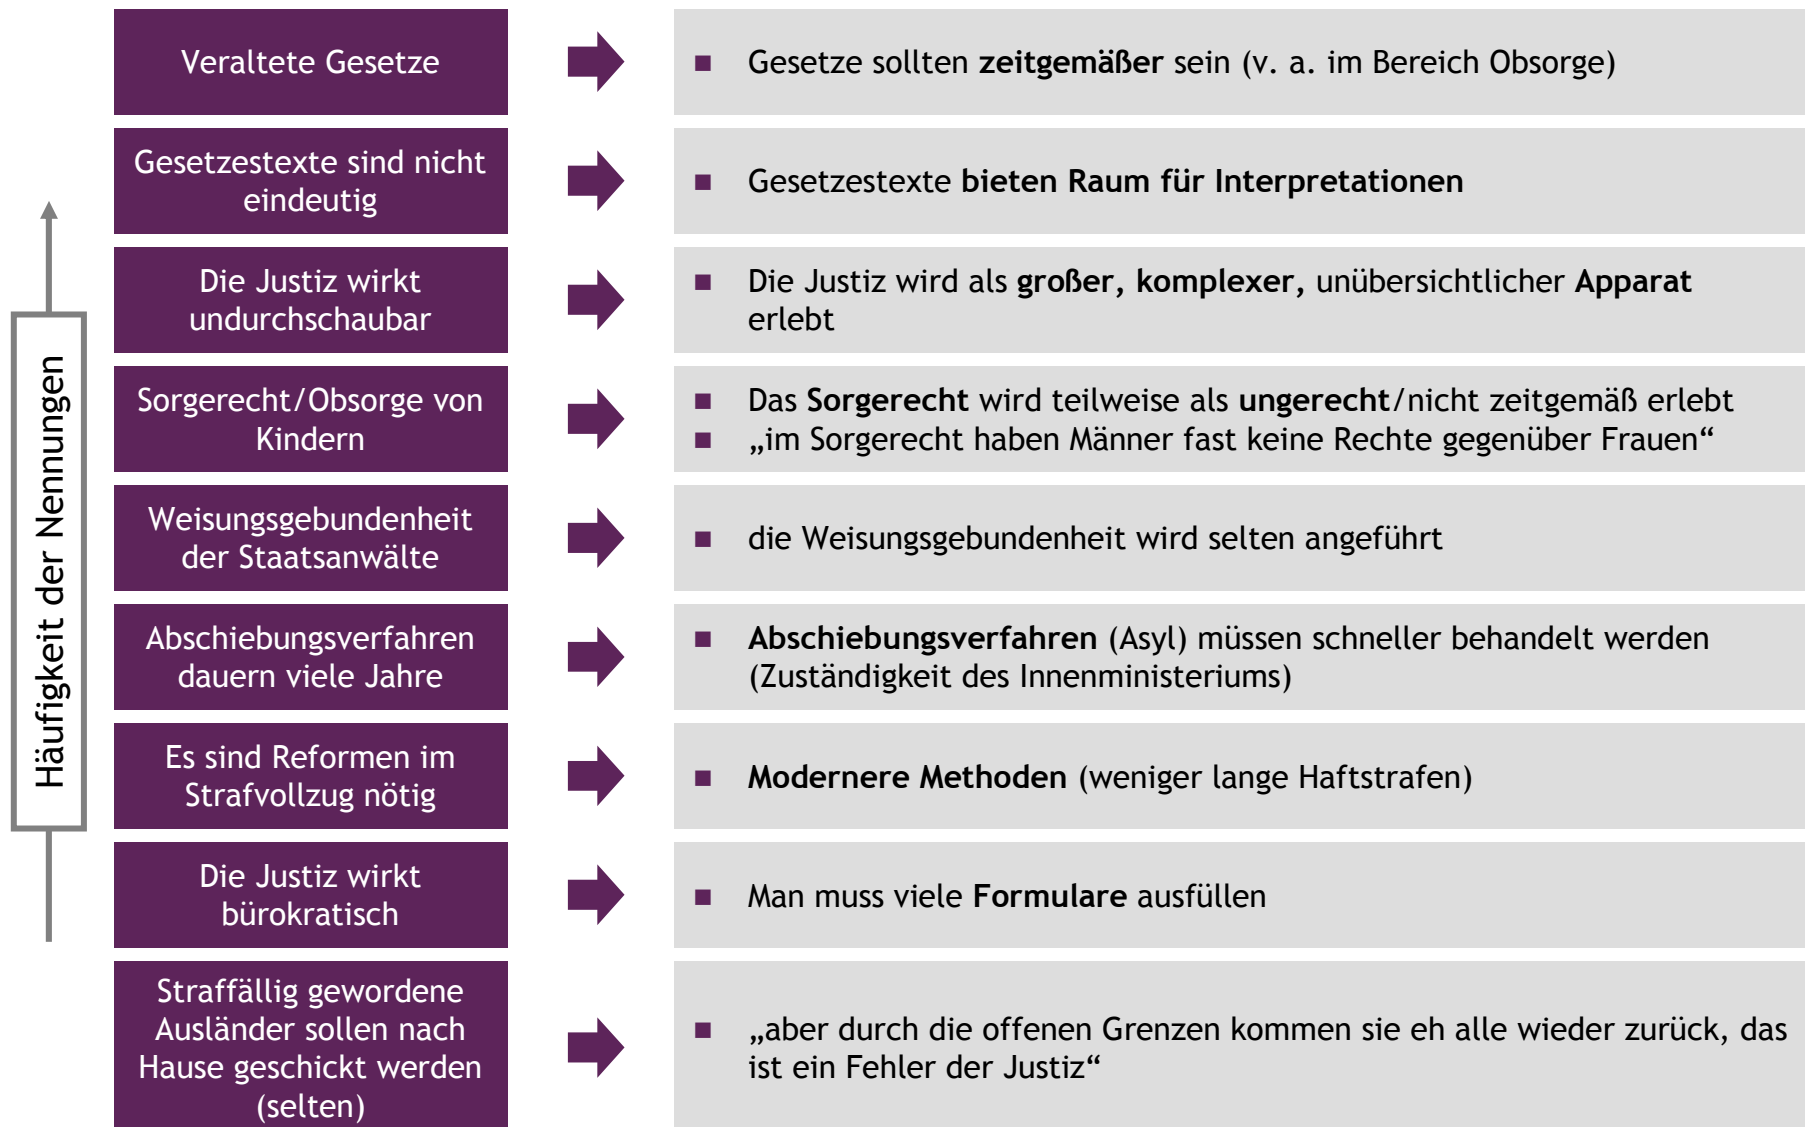 Häufigkeit der Nennungen
Veraltete Gesetze
■ Gesetze sollten zeitgemäßer sein (v. a. im Bereich Obsorge)
Gesetzestexte sind nicht
eindeutig
■ Gesetzestexte bieten Raum für Interpretationen
Die Justiz wirkt
undurchschaubar
■ Die Justiz wird als großer, komplexer, unübersichtlicher Apparat
erlebt
Sorgerecht/Obsorge von
Kindern
■ Das Sorgerecht wird teilweise als ungerecht/nicht zeitgemäß erlebt
■ „im Sorgerecht haben Männer fast keine Rechte gegenüber Frauen“
Weisungsgebundenheit
der Staatsanwälte
■ die Weisungsgebundenheit wird selten angeführt
Abschiebungsverfahren
dauern viele Jahre
■ Abschiebungsverfahren (Asyl) müssen schneller behandelt werden
(Zuständigkeit des Innenministeriums)
Es sind Reformen im
Strafvollzug nötig
■ Modernere Methoden (weniger lange Haftstrafen)
Die Justiz wirkt
bürokratisch
■ Man muss viele Formulare ausfüllen
Straffällig gewordene
Ausländer sollen nach
Hause geschickt werden
(selten)
■ „aber durch die offenen Grenzen kommen sie eh alle wieder zurück, das
ist ein Fehler der Justiz“